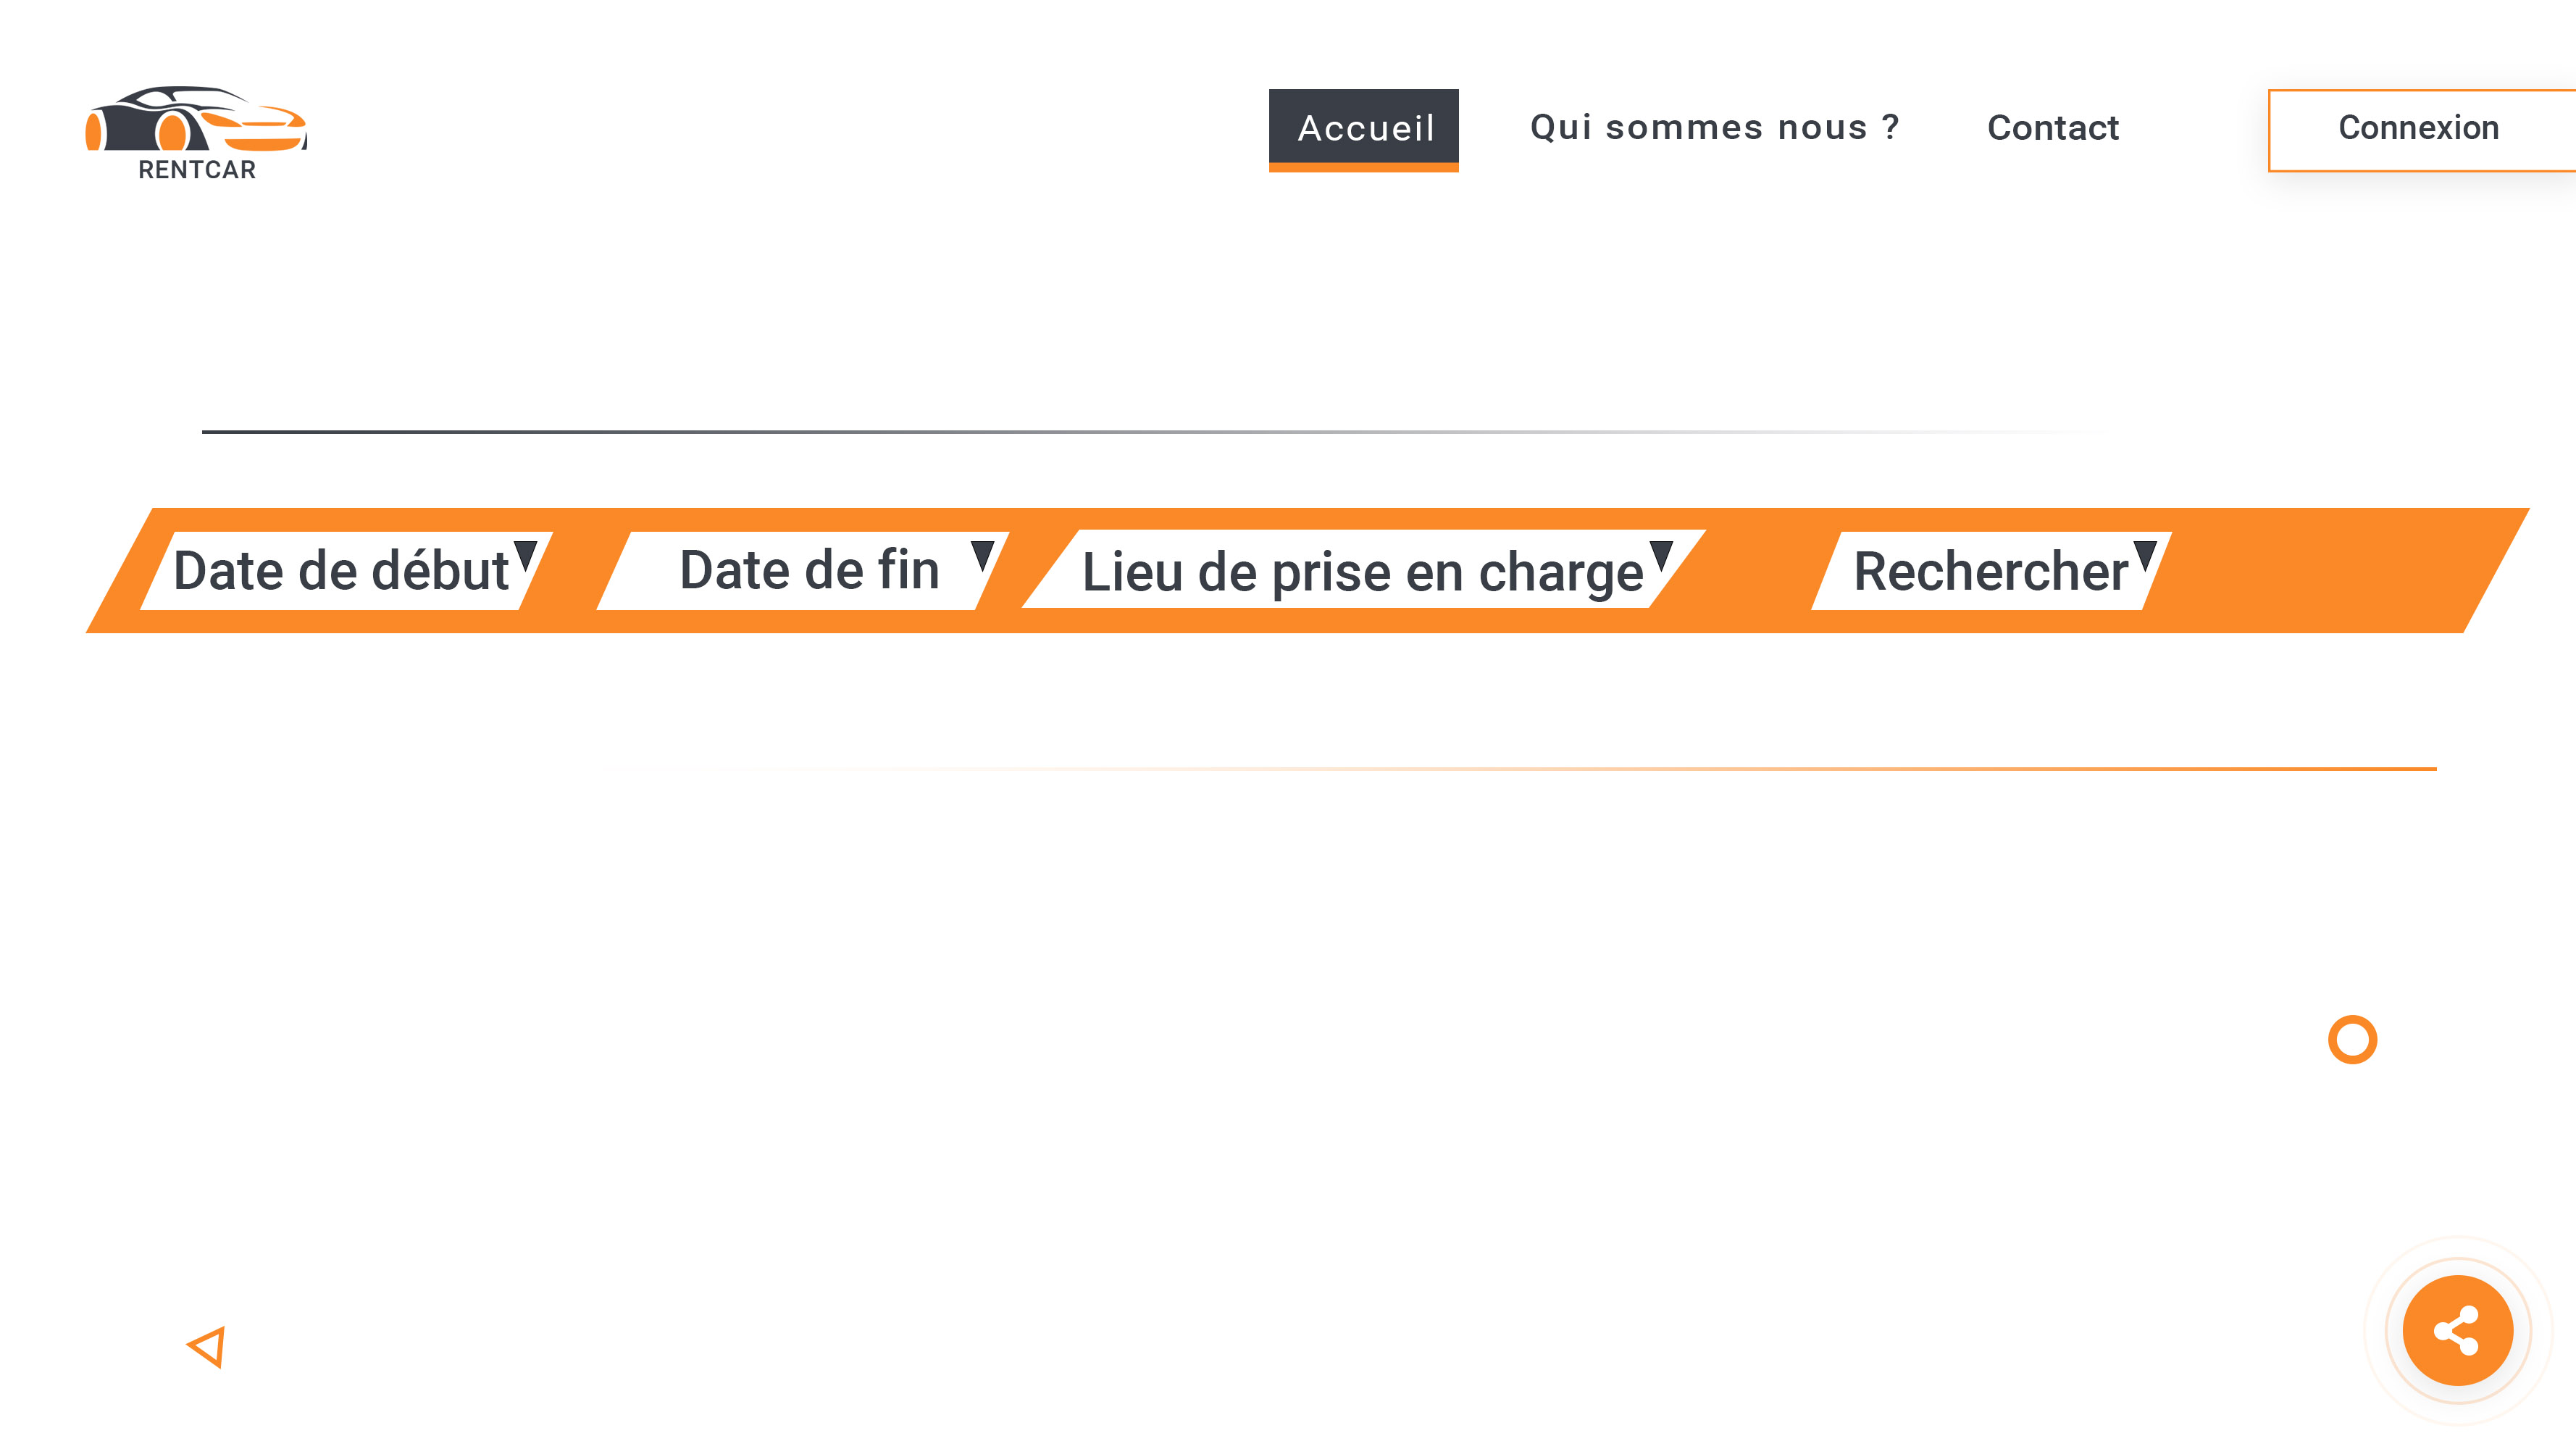 RENTCAR
Accueil
Qui sommes nous ?
Contact
Connexion
Date de début
Date de fin
Lieu de prise en charge
Rechercher